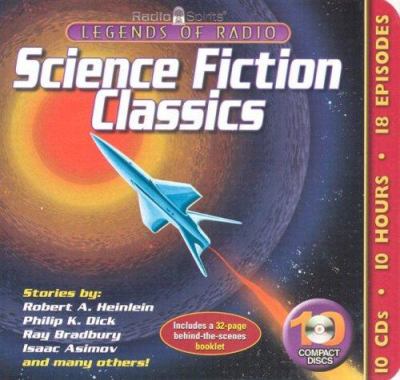 Radio Spirits
LEGENDS OF RADIO
Science Fiction
Classics
Stories by:
Robert A. Heinlein
Philip K. Dick
Ray Bradbury
Isaac Asimov
and many others!
Includes a 32-page
behind-the-scenes
booklet
10
COMPACT
DISCS
10 CDs • 10 HOURS • 18 EPISODES